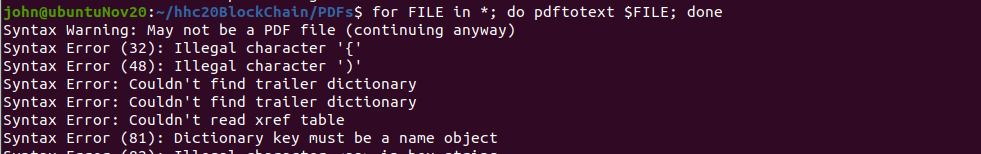 john@ubuntuNov20:~/hhc20BlockChain/PDFs$ for FILE in *; do pdftotext $FILE; done
Syntax Warning: May not be a PDF file (continuing anyway)
Syntax Error (32): Illegal character '{'
Syntax Error (48): Illegal character ')'
Syntax Error: Couldn't find trailer dictionary
Syntax Error: Couldn't find trailer dictionary
Syntax Error: Couldn't read xref table
Syntax Error (81): Dictionary key must be a name object